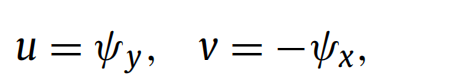 u = ψ_y, v = −ψ_x,